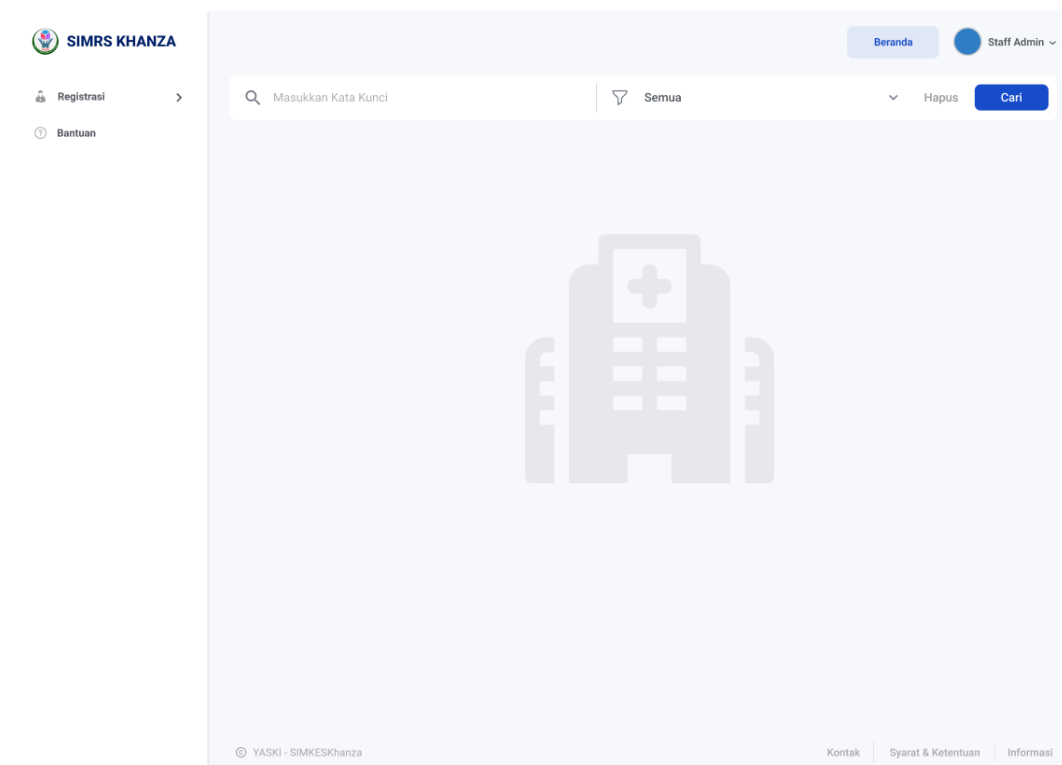 SIMRS KHANZA
Beranda
Staff Admin
Registrasi
Bantuan
Masukkan Kata Kunci
Semua
Hapus
Cari
© YASKI - SIMKESKhanza
Kontak
Syarat & Ketentuan
Informasi